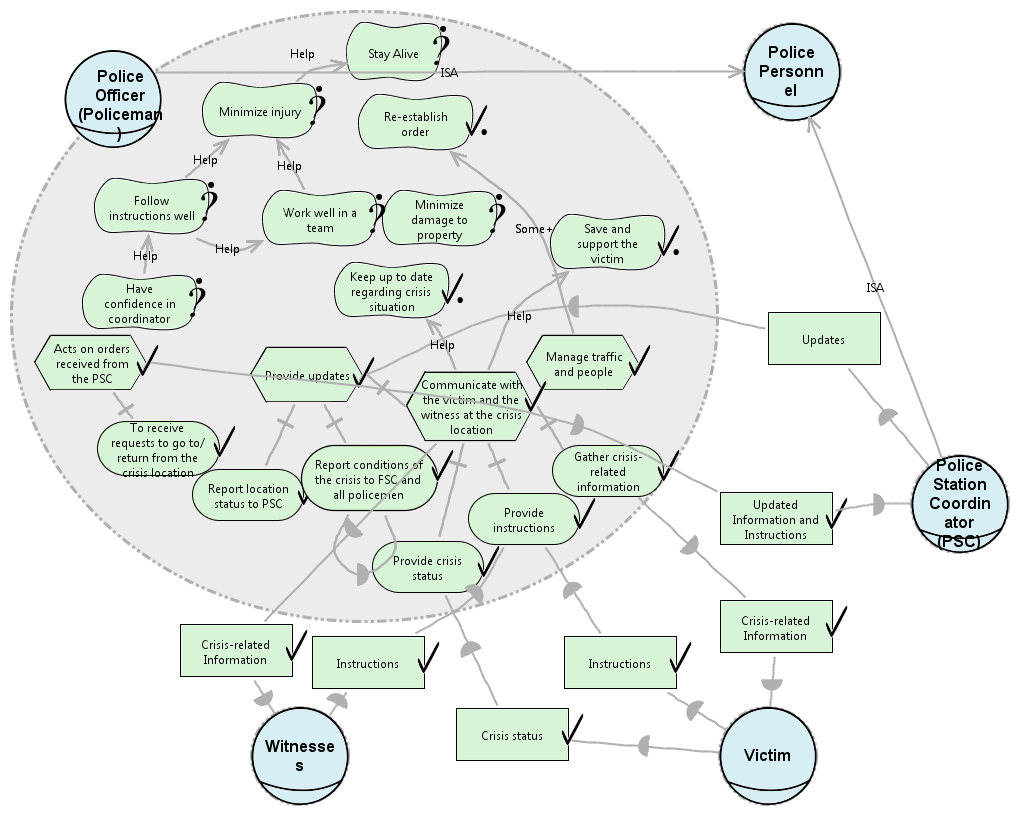 Stay Alive
Help
ISA
Police
Officer
(Policeman
)
Police
Personn
el
Minimize injury
Re-establish
order
Help
Help
Follow
instructions well
Work well in a
team
Minimize
damage to
property
Some+
Save and
support the
victim
Help
Help
Have
confidence in
coordinator
Keep up to date
regarding crisis
situation
ISA
Help
Help
Updates
Acts on orders
received from
the PSC
Provide updates
Communicate with
the victim and the
witness at the crisis
location
Manage traffic
and people
To receive
requests to go to/
return from the
crisis location
Report location
status to PSC
Report conditions of
the crisis to FSC and
all policemen
Gather crisis-
related
information
Provide
instructions
Updated
Information and
Instructions
Police
Station
Coordin
ator
(PSC)
Provide crisis
status
Crisis-related
Information
Instructions
Instructions
Crisis-related
Information
Crisis status
Witnesse
s
Victim